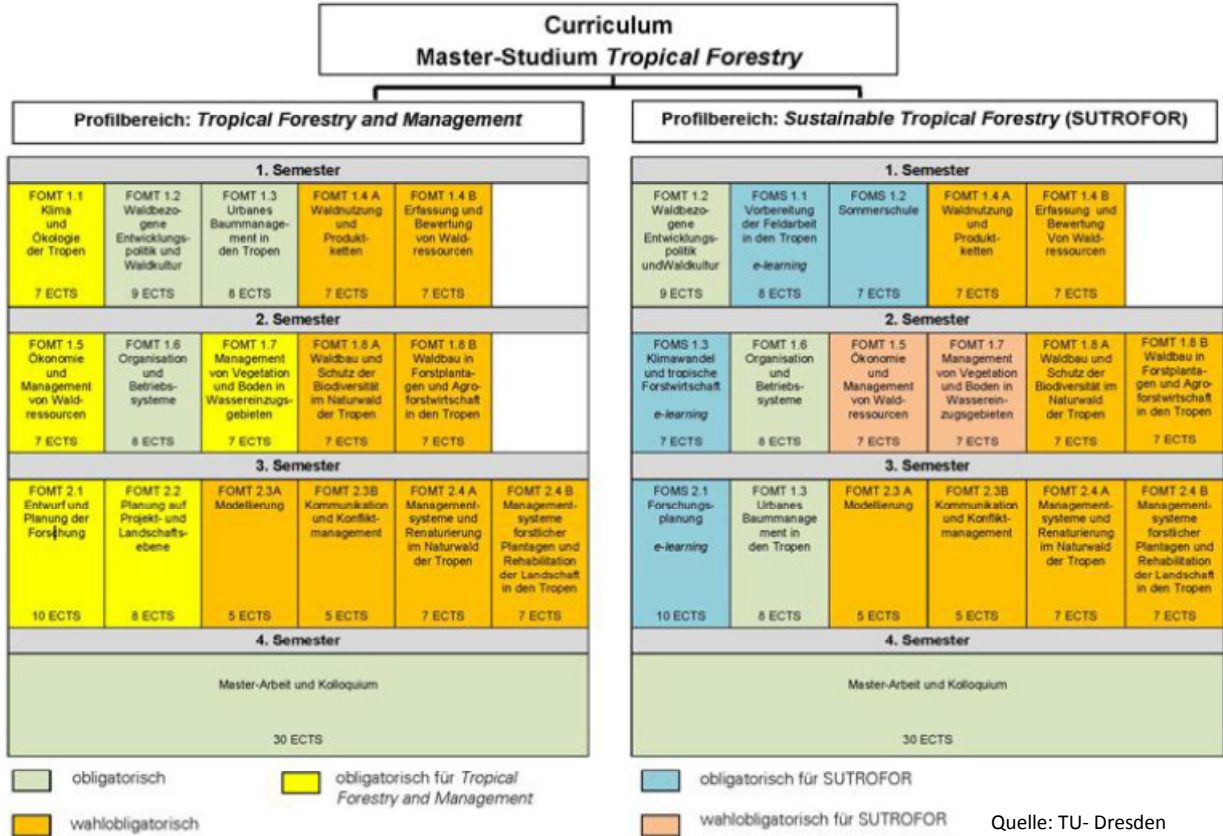 Curriculum
Master-Studium Tropical Forestry
Profilbereich: Tropical Forestry and Management
1. Semester
FOMT 1.1
Klima
und
Ökologie
der Tropen
7 ECTS
FOMT 1.2
Waldbezo-
gene
Entwicklungs-
politik und
Waldkultur
9 ECTS
FOMT 1.3
Urbanes
Baummanage-
ment in
den Tropen
8 ECTS
FOMT 1.4 A
Waldnutzung
und
Produkt-
ketten
7 ECTS
FOMT 1.4 B
Erfassung und
Bewertung
von Wald-
ressourcen
7 ECTS
2. Semester
FOMT 1.5
Ökonomie
und
Management
von Wald-
ressourcen
7 ECTS
FOMT 1.6
Organisation
und
Betriebs-
systeme
8 ECTS
FOMT 1.7
Management
von Vegetation
und Boden in
Wassereinzugs-
gebieten
7 ECTS
FOMT 1.8 A
Waldbau und
Schutz der
Biodiversität
im Naturwald
der Tropen
7 ECTS
FOMT 1.8 B
Waldbau in
Forstplanta-
gen und Agro-
forstwirtschaft
in den Tropen
7 ECTS
3. Semester
FOMT 2.1
Entwurf und
Planung der
Forschung
10 ECTS
FOMT 2.2
Planung auf
Projekt- und
Landschafts-
ebene
8 ECTS
FOMT 2.3A
Modellierung
5 ECTS
FOMT 2.3B
Kommunikation
und Konflikt-
management
5 ECTS
FOMT 2.4 A
Management-
systeme und
Renaturierung
im Naturwald
der Tropen
7 ECTS
FOMT 2.4 B
Management-
systeme
forstlicher
Plantagen und
Rehabilitation
der Landschaft
in den Tropen
7 ECTS
4. Semester
Master-Arbeit und Kolloquium
30 ECTS
obligatorisch
obligatorisch für Tropical
Forestry and Management
wahlobligatorisch
Profilbereich: Sustainable Tropical Forestry (SUTROFOR)
1. Semester
FOMT 1.2
Waldbezo-
gene
Entwicklungs-
politik
undWaldkultur
9 ECTS
FOMS 1.1
Vorbereitung
der Feldarbeit
in den Tropen
e-learning
8 ECTS
FOMS 1.2
Sommerschule
7 ECTS
FOMT 1.4 A
Waldnutzung
und
Produkt-
ketten
7 ECTS
FOMT 1.4 B
Erfassung und
Bewertung
Von Wald-
ressourcen
7 ECTS
2. Semester
FOMS 1.3
Klimawandel
und tropische
Forstwirtschaft
e-learning
7 ECTS
FOMT 1.6
Organisation
und
Betriebs-
systeme
8 ECTS
FOMT 1.5
Ökonomie
und
Management
von Wald-
ressourcen
7 ECTS
FOMT 1.7
Management
von Vegetation
und Boden in
Wasserein-
zugsgebieten
7 ECTS
FOMT 1.8 A
Waldbau und
Schutz der
Biodiversität im
Naturwald
der Tropen
7 ECTS
FOMT 1.8 B
Waldbau in
Forstplanta-
gen und Agro-
forstwirtschaft
in den Tropen
7 ECTS
3. Semester
FOMS 2.1
Forschungs-
planung
e-learning
10 ECTS
FOMT 1.3
Urbanes
Baummanage
ment in
den Tropen
8 ECTS
FOMT 2.3 A
Modellierung
5 ECTS
FOMT 2.3B
Kommunikation
und Konflikt-
management
5 ECTS
FOMT 2.4 A
Management-
systeme und
Renaturierung
im Naturwald
der Tropen
7 ECTS
FOMT 2.4 B
Management-
systeme
forstlicher
Plantagen und
Rehabilitation
der Landschaft
in den Tropen
7 ECTS
4. Semester
Master-Arbeit und Kolloquium
30 ECTS
obligatorisch für SUTROFOR
wahlobligatorisch für SUTROFOR
Quelle: TU- Dresden